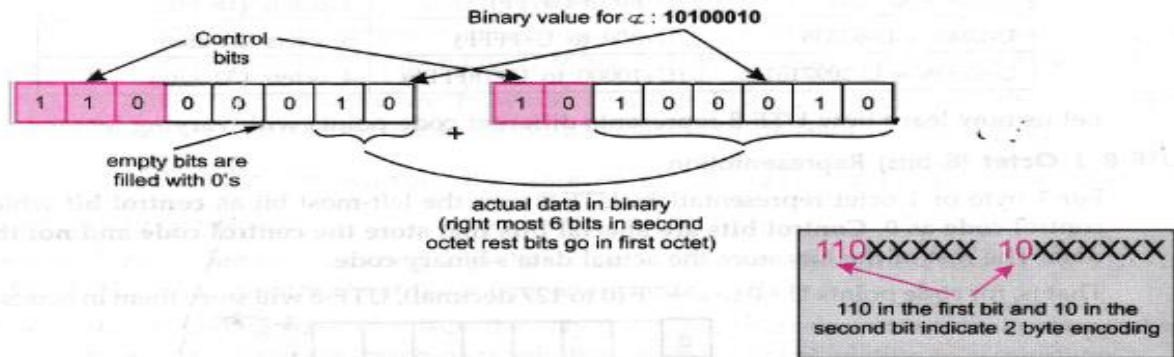 Binary value for ⊄ : 10100010
Control
bits
1 1 0 0 0 0 1 0
1 0 1 0 0 0 1 0
+
empty bits are
filled with 0's
actual data in binary
(right most 6 bits in second
octet rest bits go in first octet)
110XXXXX 10XXXXXX
110 in the first bit and 10 in the
second bit indicate 2 byte encoding